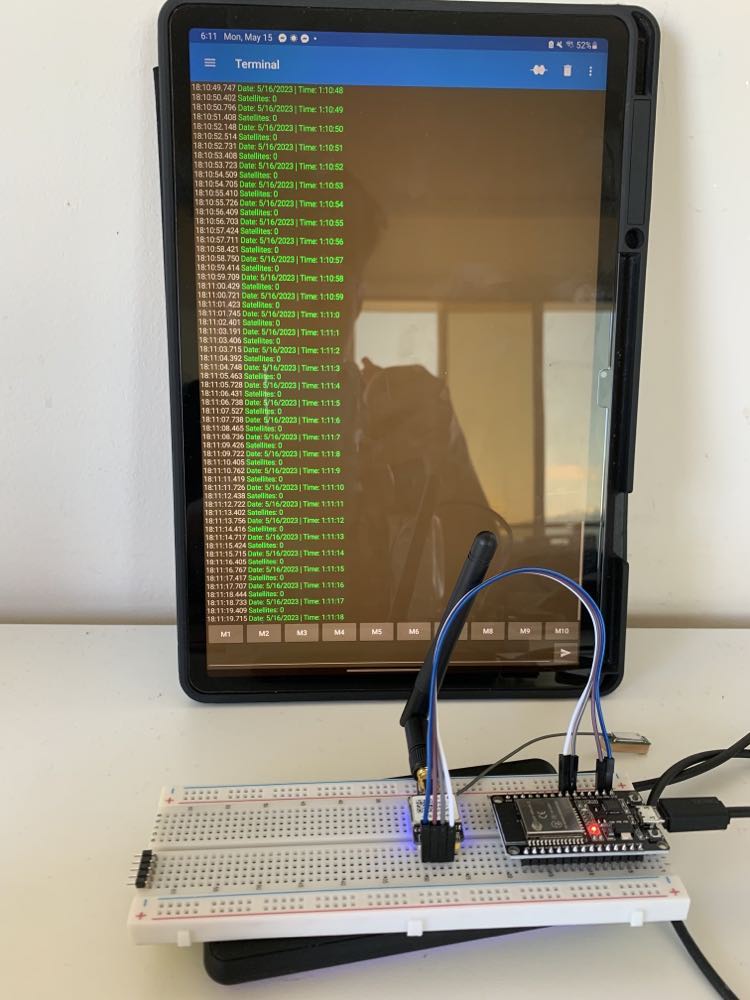 6:11 Mon, May 15
52%
Terminal
18:10:49.747 Date: 5/16/2023 | Time: 1:10:48
18:10:50.402 Satellites: 0
18:10:50.796 Date: 5/16/2023 | Time: 1:10:49
18:10:51.408 Satellites: 0
18:10:52.148 Date: 5/16/2023 | Time: 1:10:50
18:10:52.514 Satellites: 0
18:10:52.731 Date: 5/16/2023 | Time: 1:10:51
18:10:53.408 Satellites: 0
18:10:53.723 Date: 5/16/2023 | Time: 1:10:52
18:10:54.509 Satellites: 0
18:10:54.705 Date: 5/16/2023 | Time: 1:10:53
18:10:55.410 Satellites: 0
18:10:55.726 Date: 5/16/2023 | Time: 1:10:54
18:10:56.409 Satellites: 0
18:10:56.703 Date: 5/16/2023 | Time: 1:10:55
18:10:57.424 Satellites: 0
18:10:57.711 Date: 5/16/2023 | Time: 1:10:56
18:10:58.421 Satellites: 0
18:10:58.750 Date: 5/16/2023 | Time: 1:10:57
18:10:59.414 Satellites: 0
18:10:59.709 Date: 5/16/2023 | Time: 1:10:58
18:11:00.429 Satellites: 0
18:11:00.721 Date: 5/16/2023 | Time: 1:10:59
18:11:01.423 Satellites: 0
18:11:01.745 Date: 5/16/2023 | Time: 1:11:0
18:11:02.401 Satellites: 0
18:11:03.191 Date: 5/16/2023 | Time: 1:11:1
18:11:03.406 Satellites: 0
18:11:03.715 Date: 5/16/2023 | Time: 1:11:2
18:11:04.392 Satellites: 0
18:11:04.748 Date: 5/16/2023 | Time: 1:11:3
18:11:05.463 Satellites: 0
18:11:05.728 Date: 5/16/2023 | Time: 1:11:4
18:11:06.431 Satellites: 0
18:11:06.738 Date: 5/16/2023 | Time: 1:11:5
18:11:07.527 Satellites: 0
18:11:07.738 Date: 5/16/2023 | Time: 1:11:6
18:11:08.465 Satellites: 0
18:11:08.736 Date: 5/16/2023 | Time: 1:11:7
18:11:09.426 Satellites: 0
18:11:09.722 Date: 5/16/2023 | Time: 1:11:8
18:11:10.405 Satellites: 0
18:11:10.762 Date: 5/16/2023 | Time: 1:11:9
18:11:11.419 Satellites: 0
18:11:11.726 Date: 5/16/2023 | Time: 1:11:10
18:11:12.438 Satellites: 0
18:11:12.722 Date: 5/16/2023 | Time: 1:11:11
18:11:13.402 Satellites: 0
18:11:13.756 Date: 5/16/2023 | Time: 1:11:12
18:11:14.416 Satellites: 0
18:11:14.717 Date: 5/16/2023 | Time: 1:11:13
18:11:15.424 Satellites: 0
18:11:15.715 Date: 5/16/2023 | Time: 1:11:14
18:11:16.405 Satellites: 0
18:11:16.767 Date: 5/16/2023 | Time: 1:11:15
18:11:17.417 Satellites: 0
18:11:17.707 Date: 5/16/2023 | Time: 1:11:16
18:11:18.444 Satellites: 0
18:11:18.733 Date: 5/16/2023 | Time: 1:11:17
18:11:19.409 Satellites: 0
18:11:19.715 Date: 5/16/2023 | Time: 1:11:18
M1 M2 M3 M4 M5 M6 M8 M9 M10